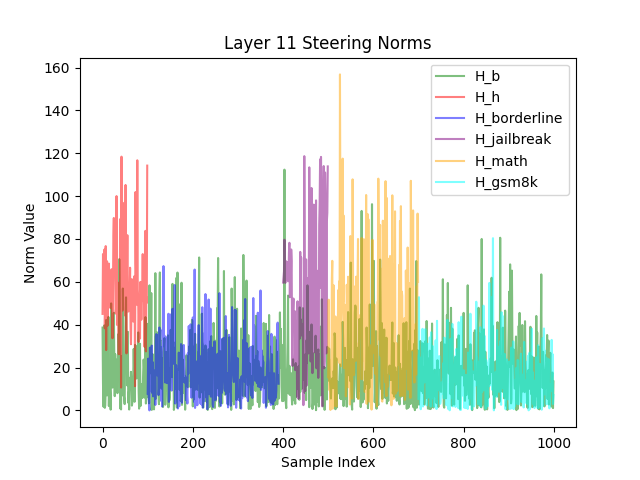 Layer 11 Steering Norms
Norm Value
160
140
120
100
80
60
40
20
0
H_b
H_h
H_borderline
H_jailbreak
H_math
H_gsm8k
0
200
400
600
800
1000
Sample Index